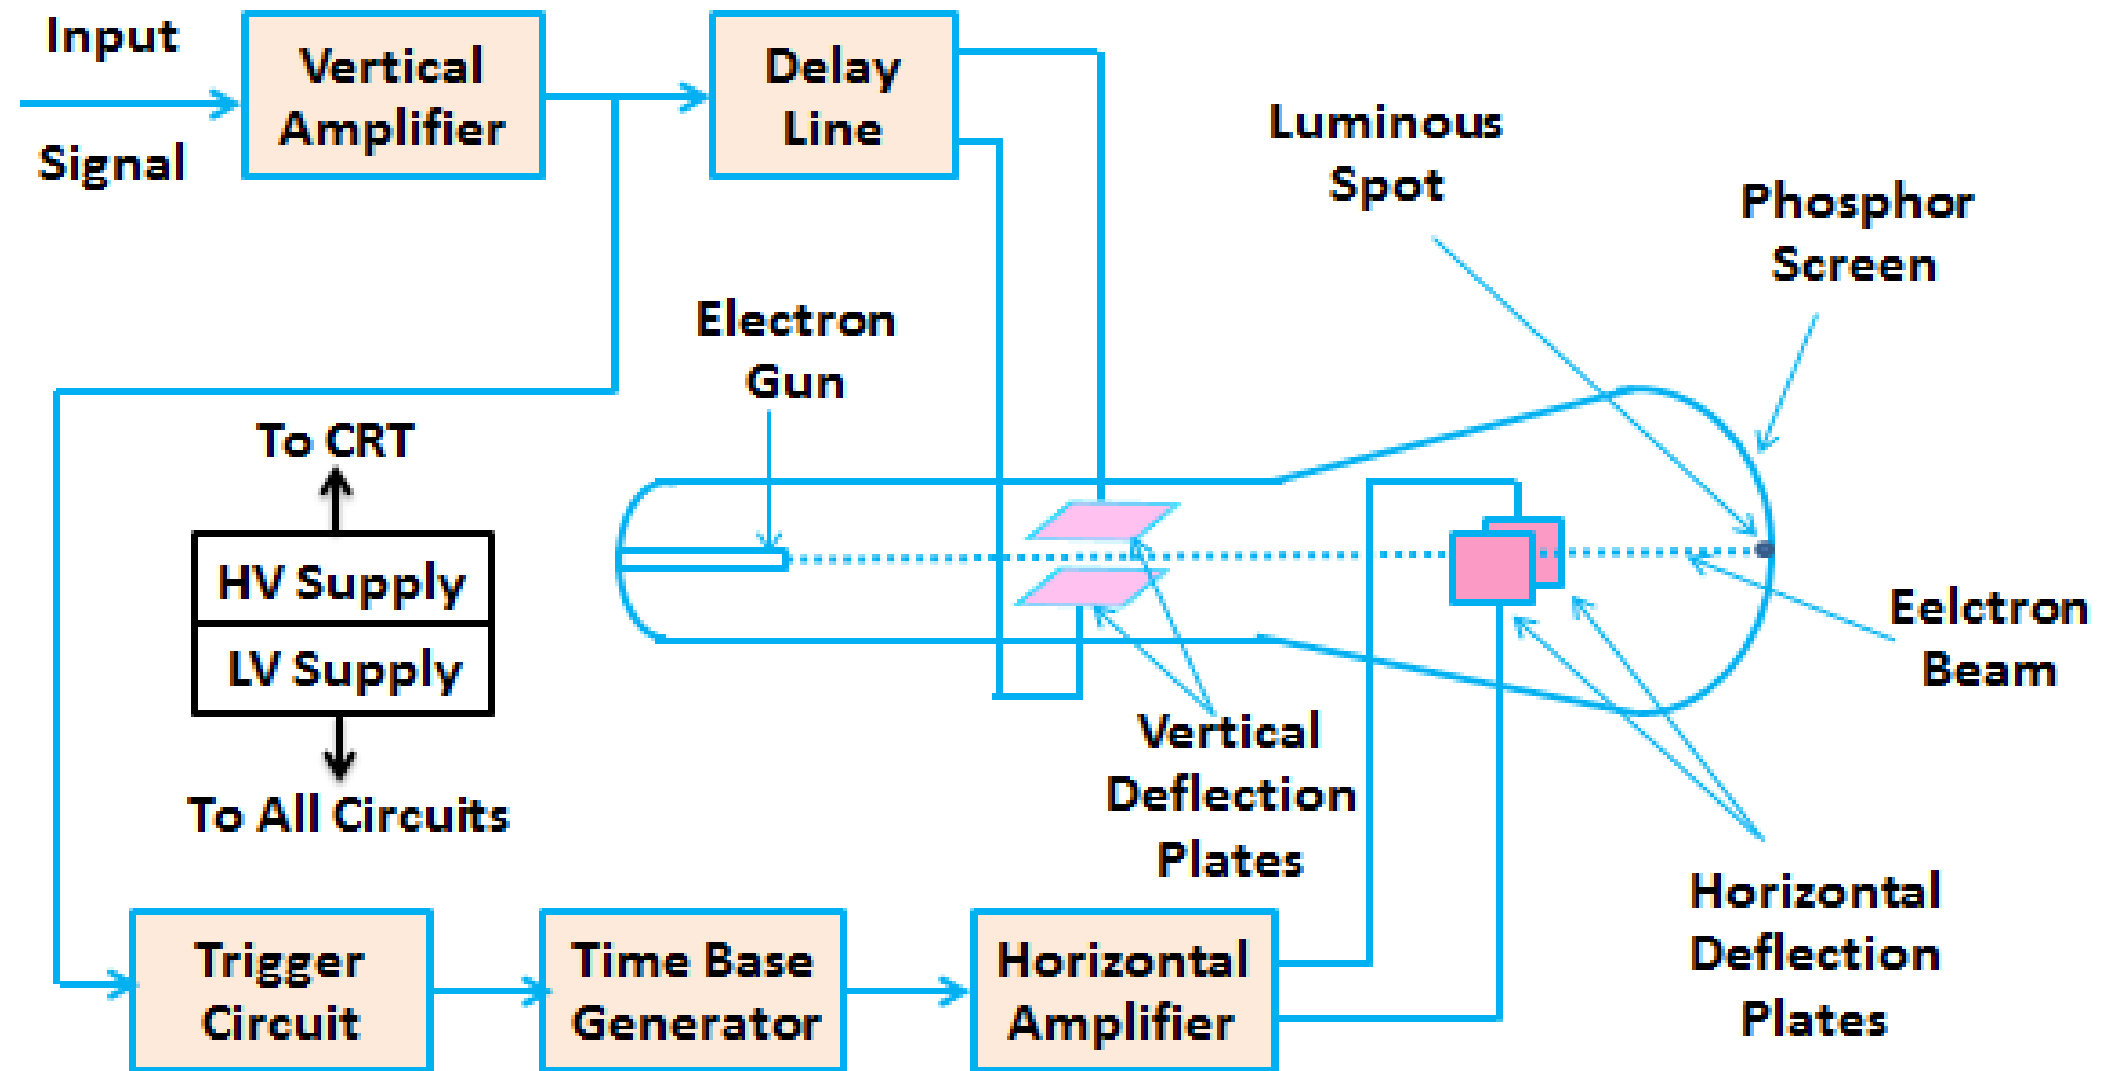 Input
Signal
Vertical
Amplifier
Delay
Line
Luminous
Spot
Phosphor
Screen
Electron
Gun
To CRT
HV Supply
LV Supply
To All Circuits
Eelctron
Beam
Vertical
Deflection
Plates
Horizontal
Deflection
Plates
Trigger
Circuit
Time Base
Generator
Horizontal
Amplifier